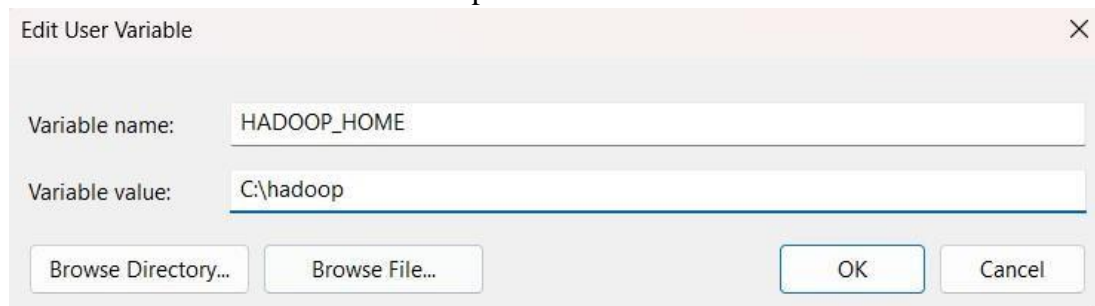 Edit User Variable
Variable name: HADOOP_HOME
Variable value: C:\hadoop
Browse Directory... Browse File... OK Cancel